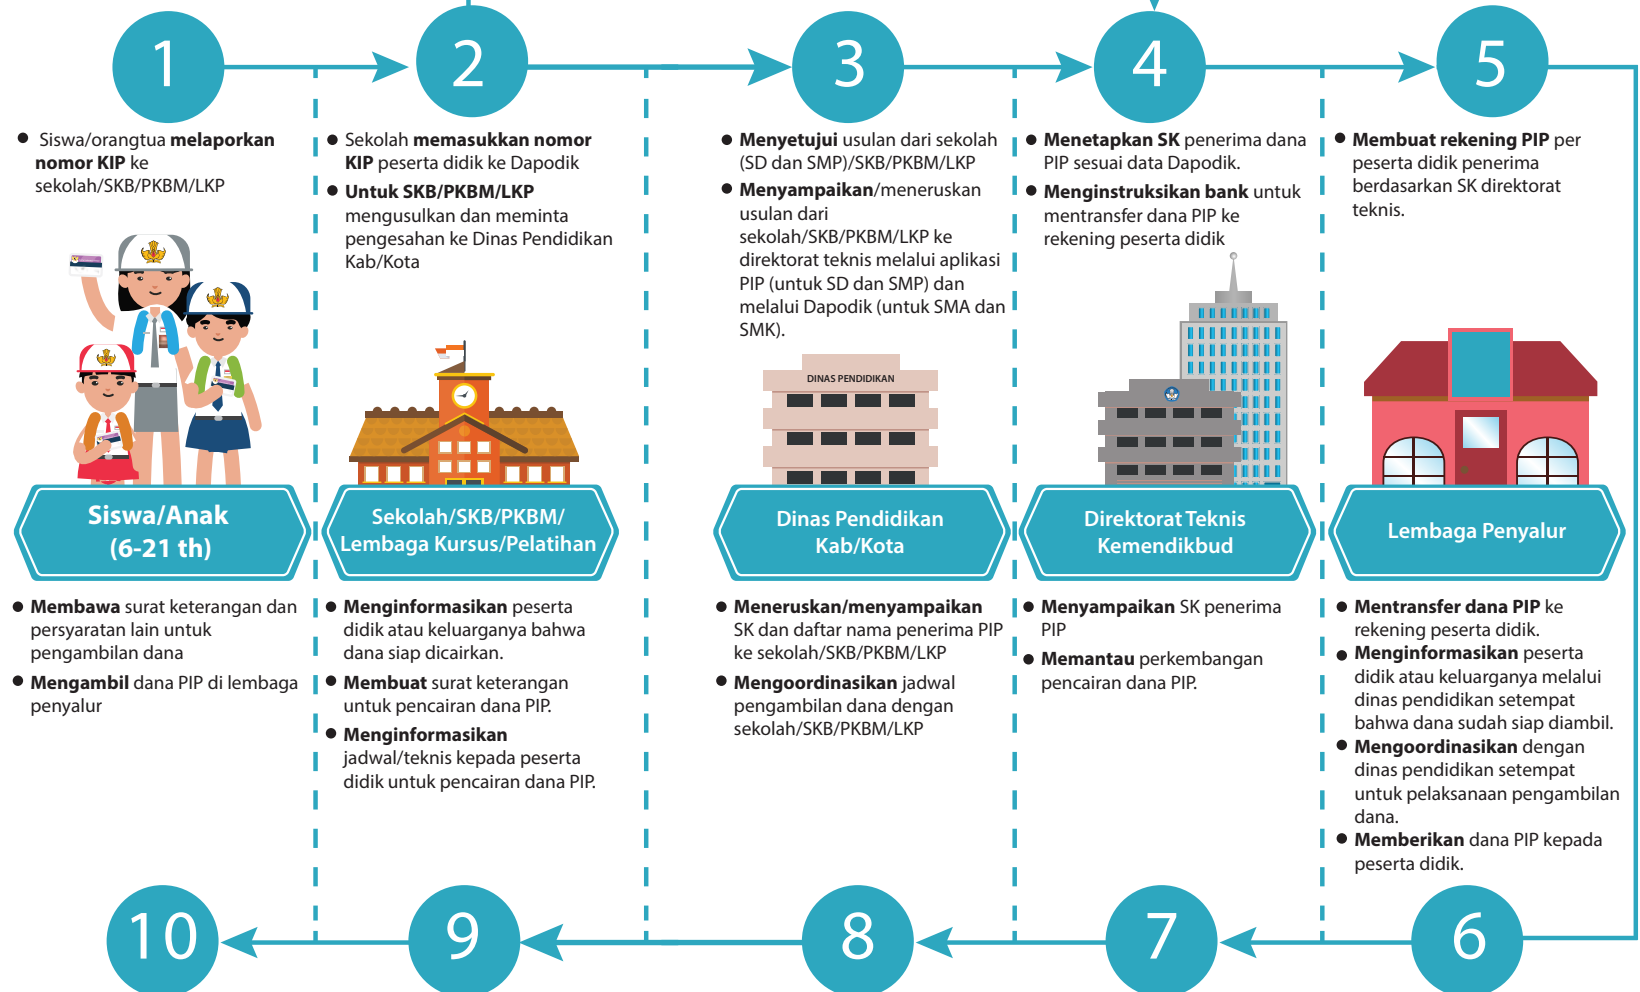 1
2
3
4
5
Siswa/orangtua melaporkan
nomor KIP ke
sekolah/SKB/PKBM/LKP
Sekolah memasukkan nomor
KIP peserta didik ke Dapodik
Untuk SKB/PKBM/LKP
mengusulkan dan meminta
pengesahan ke Dinas Pendidikan
Kab/Kota
Menyetujui usulan dari sekolah
(SD dan SMP)/SKB/PKBM/LKP
Menyampaikan/meneruskan
usulan dari
sekolah/SKB/PKBM/LKP ke
direktorat teknis melalui aplikasi
PIP (untuk SD dan SMP) dan
melalui Dapodik (untuk SMA dan
SMK).
Menetapkan SK penerima dana
PIP sesuai data Dapodik.
Menginstruksikan bank untuk
mentransfer dana PIP ke
rekening peserta didik
Membuat rekening PIP per
peserta didik penerima
berdasarkan SK direktorat
teknis.
DINAS PENDIDIKAN
Siswa/Anak
(6-21 th)
Sekolah/SKB/PKBM/
Lembaga Kursus/Pelatihan
Dinas Pendidikan
Kab/Kota
Direktorat Teknis
Kemendikbud
Lembaga Penyalur
Membawa surat keterangan dan
persyaratan lain untuk
pengambilan dana
Mengambil dana PIP di lembaga
penyalur
Menginformasikan peserta
didik atau keluarganya bahwa
dana siap dicairkan.
Membuat surat keterangan
untuk pencairan dana PIP.
Menginformasikan
jadwal/teknis kepada peserta
didik untuk pencairan dana PIP.
Meneruskan/menyampaikan
SK dan daftar nama penerima PIP
ke sekolah/SKB/PKBM/LKP
Mengoordinasikan jadwal
pengambilan dana dengan
sekolah/SKB/PKBM/LKP
Menyampaikan SK penerima
PIP
Memantau perkembangan
pencairan dana PIP.
Mentransfer dana PIP ke
rekening peserta didik.
Menginformasikan peserta
didik atau keluarganya melalui
dinas pendidikan setempat
bahwa dana sudah siap diambil.
Mengoordinasikan dengan
dinas pendidikan setempat
untuk pelaksanaan pengambilan
dana.
Memberikan dana PIP kepada
peserta didik.
10
9
8
7
6